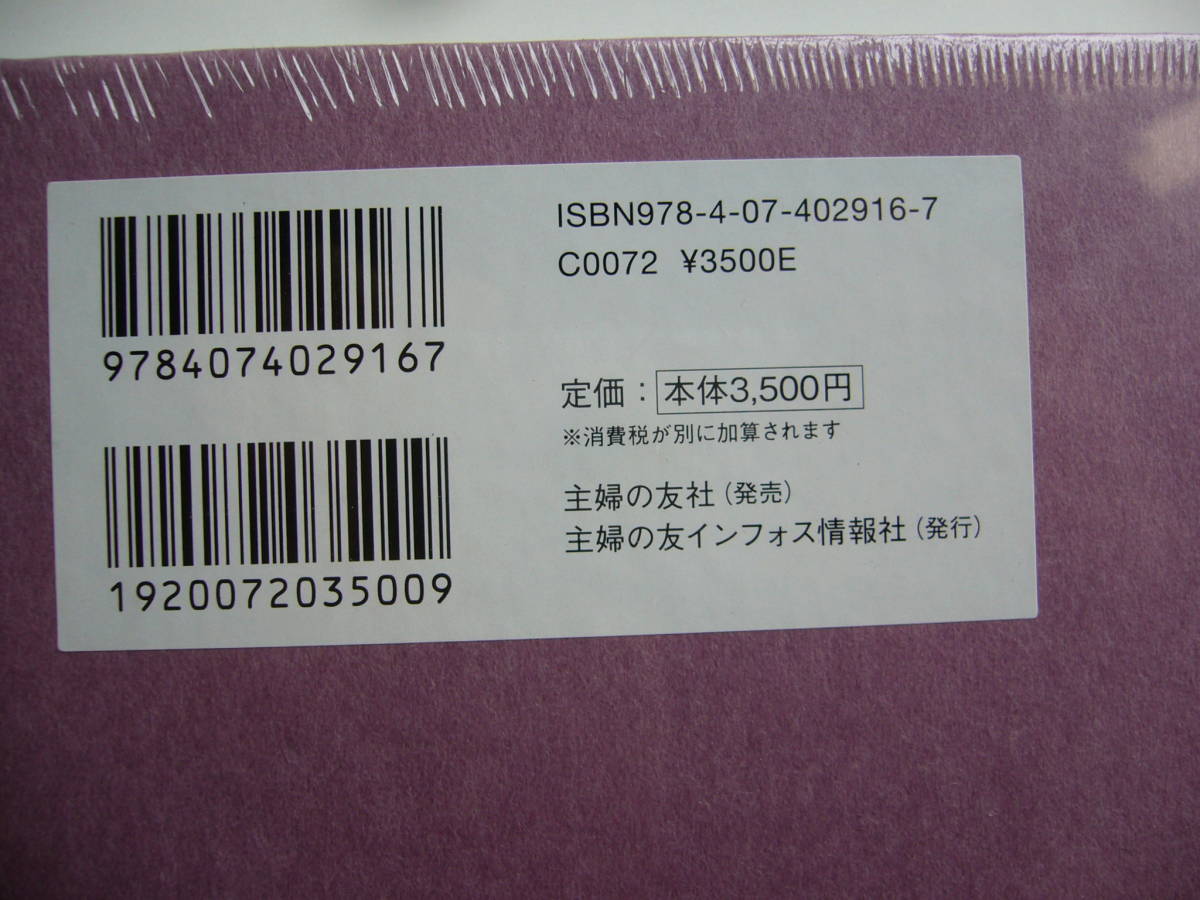 ISBN978-4-07-402916-7
C0072 ¥3500E
9784074029167
定価：本体3,500円
※消費税が別に加算されます
主婦の友社（発売）
主婦の友インフォス情報社（発行）
1920072035009